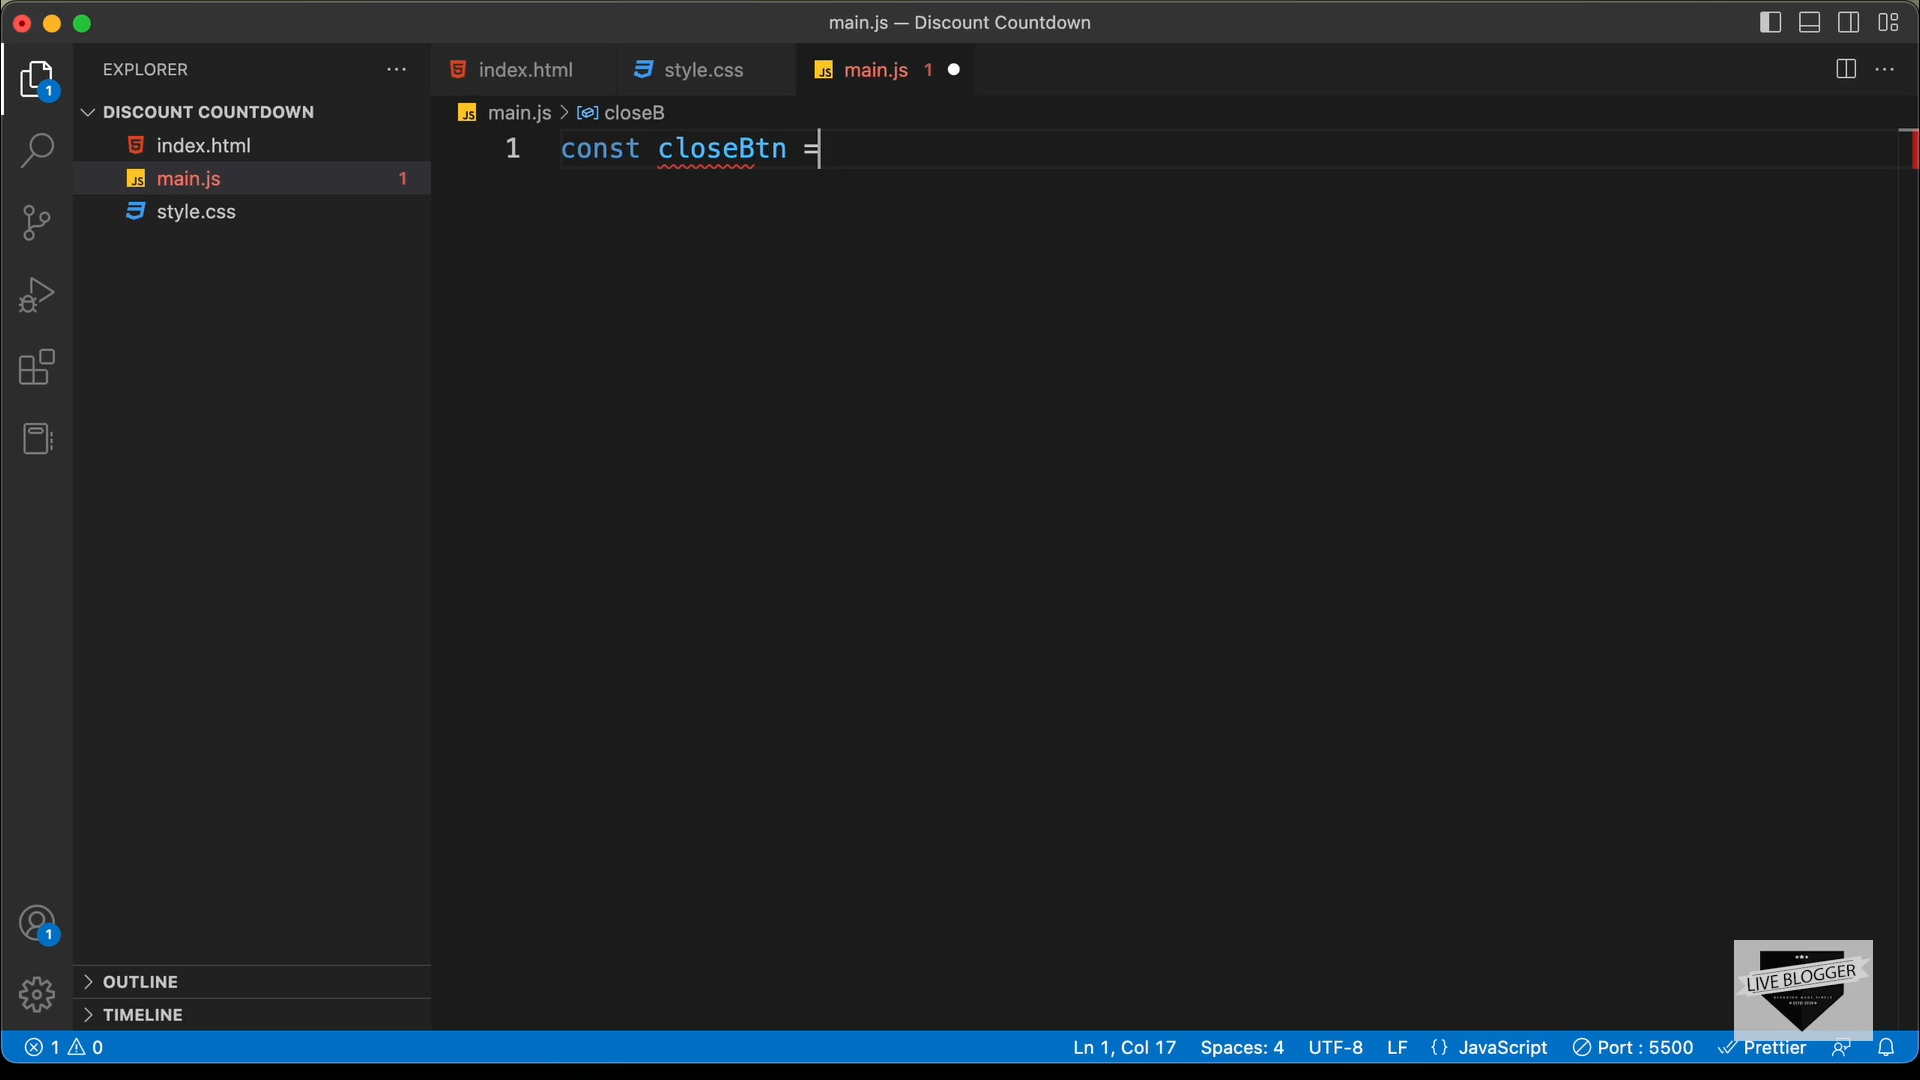 main.js — Discount Countdown
EXPLORER
index.html
style.css
main.js 1
1
DISCOUNT COUNTDOWN
main.js > closeB
index.html
1 const closeBtn =
main.js 1
style.css
1
OUTLINE
TIMELINE
LIVE BLOGGER
1 0
Ln 1, Col 17
Spaces: 4
UTF-8
LF
{} JavaScript
Port : 5500
Prettier